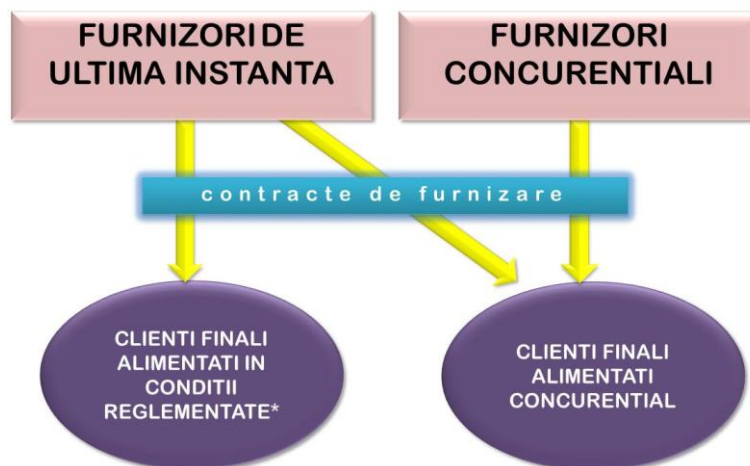 FURNIZORI DE
ULTIMA INSTANTA
FURNIZORI
CONCURENTIALI
contracte de furnizare
CLIENTI FINALI
ALIMENTATI IN
CONDITII
REGLEMENTATE*
CLIENTI FINALI
ALIMENTATI
CONCURENTIAL